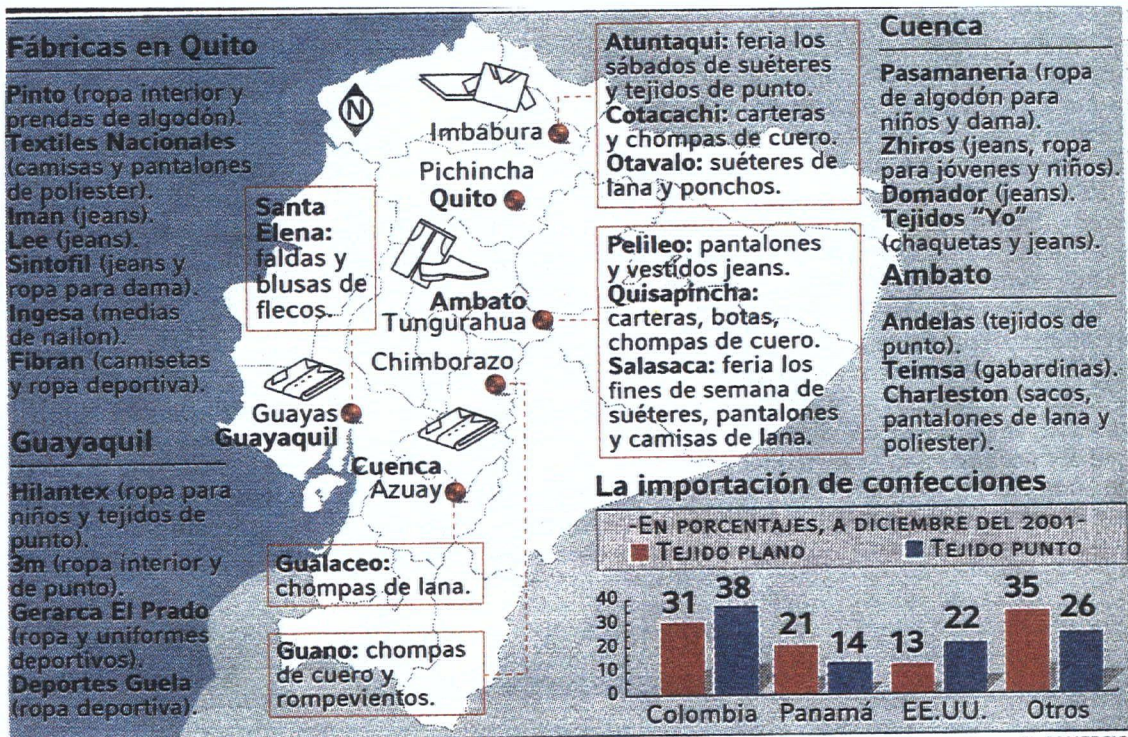 Fábricas en Quito
Pinto (ropa interior y
prendas de algodón).
Textiles Nacionales
(camisas y pantalones
de poliester).
Imán (jeans).
Lee (jeans).
Sintofil (jeans y
ropa para dama).
Ingesa (medias
de nailon).
Fibran (camisetas
y ropa deportiva).
Guayaquil
Hilantex (ropa para
niños y tejidos de
punto).
3m (ropa interior y
de punto).
Gerarca El Prado
(ropa y uniformes
deportivos).
Deportes Guela
(ropa deportiva).
N
Imbabura
Pichincha
Quito
Santa
Elena:
faldas y
blusas de
flecos.
Ambato
Tungurahua
Chimborazo
Guayas
Guayaquil
Cuenca
Azuay
Gualaceo:
chompas de lana.
Guano: chompas
de cuero y
rompevientos.
Atuntaqui: feria los
sábados de suéteres
y tejidos de punto.
Cotacachi: carteras
y chompas de cuero.
Otavalo: suéteres de
lana y ponchos.
Pelileo: pantalones
y vestidos jeans.
Quisapincha:
carteras, botas,
chompas de cuero.
Salasaca: feria los
fines de semana de
suéteres, pantalones
y camisas de lana.
Cuenca
Pasamanería (ropa
de algodón para
niños y dama).
Zhiros (jeans, ropa
para jóvenes y niños).
Domador (jeans).
Tejidos "Yo"
(chaquetas y jeans).
Ambato
Andelas (tejidos de
punto).
Teimsa (gabardinas).
Charleston (sacos,
pantalones de lana y
poliester).
La importación de confecciones
-EN PORCENTAJES, A DICIEMBRE DEL 2001-
TEJIDO PLANO TEJIDO PUNTO
40
30
20
10
0
31 38 21 14 13 22 35 26
Colombia Panamá EE.UU. Otros